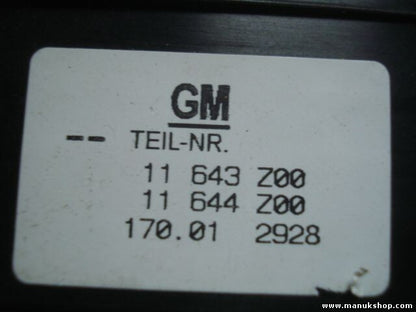 GM
-- TEIL-NR.
11 643 Z00
11 644 Z00
170.01 2928
www.manukshop.com